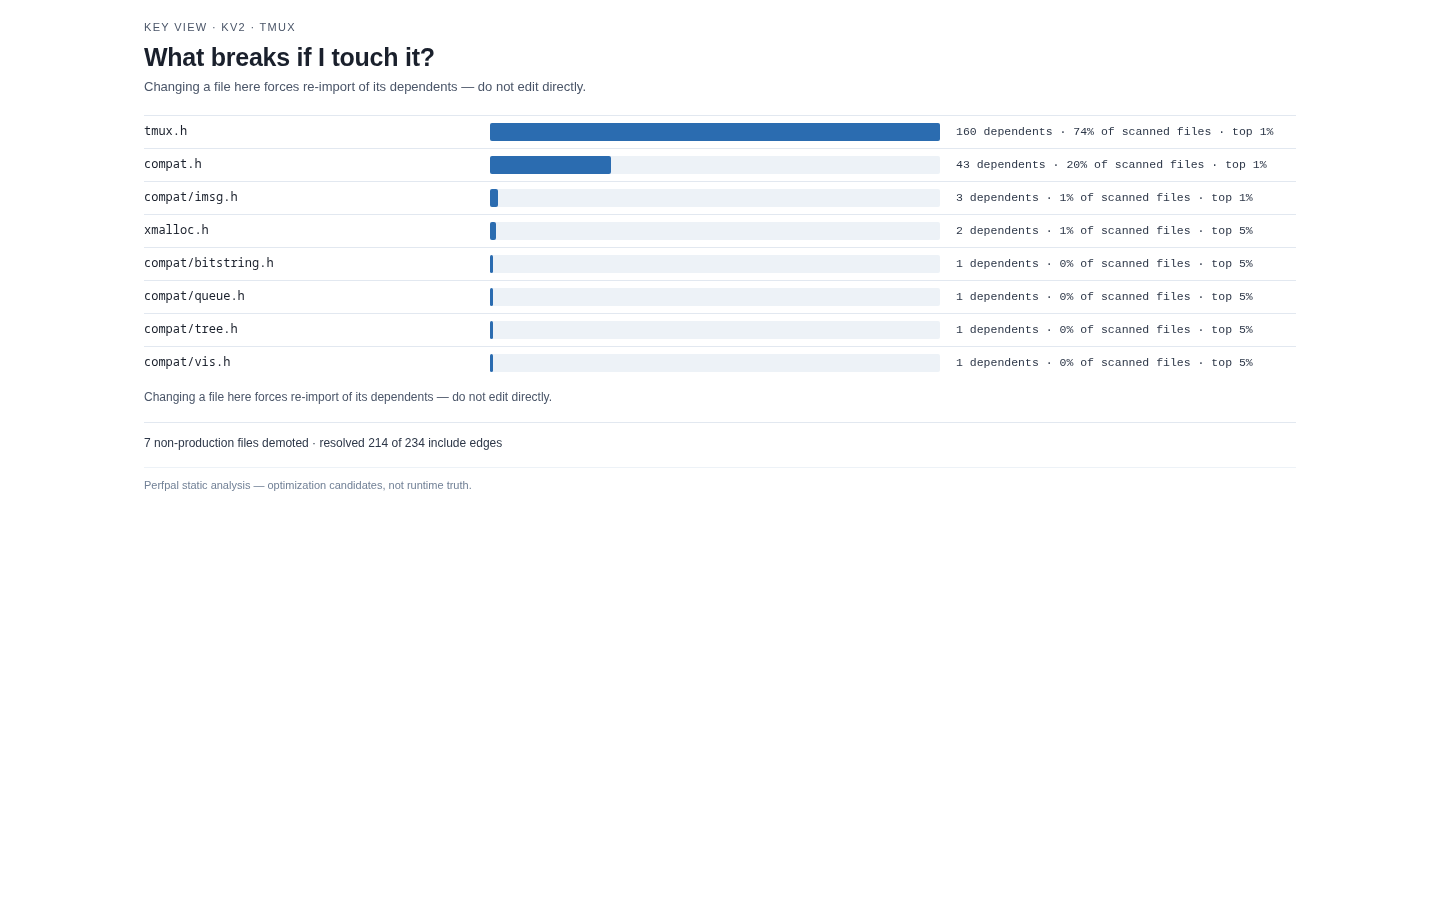 KEY VIEW · KV2 · TMUX
What breaks if I touch it?
Changing a file here forces re-import of its dependents — do not edit directly.
tmux.h 160 dependents · 74% of scanned files · top 1%
compat.h 43 dependents · 20% of scanned files · top 1%
compat/imsg.h 3 dependents · 1% of scanned files · top 1%
xmalloc.h 2 dependents · 1% of scanned files · top 5%
compat/bitstring.h 1 dependents · 0% of scanned files · top 5%
compat/queue.h 1 dependents · 0% of scanned files · top 5%
compat/tree.h 1 dependents · 0% of scanned files · top 5%
compat/vis.h 1 dependents · 0% of scanned files · top 5%
Changing a file here forces re-import of its dependents — do not edit directly.
7 non-production files demoted · resolved 214 of 234 include edges
Perfpal static analysis — optimization candidates, not runtime truth.